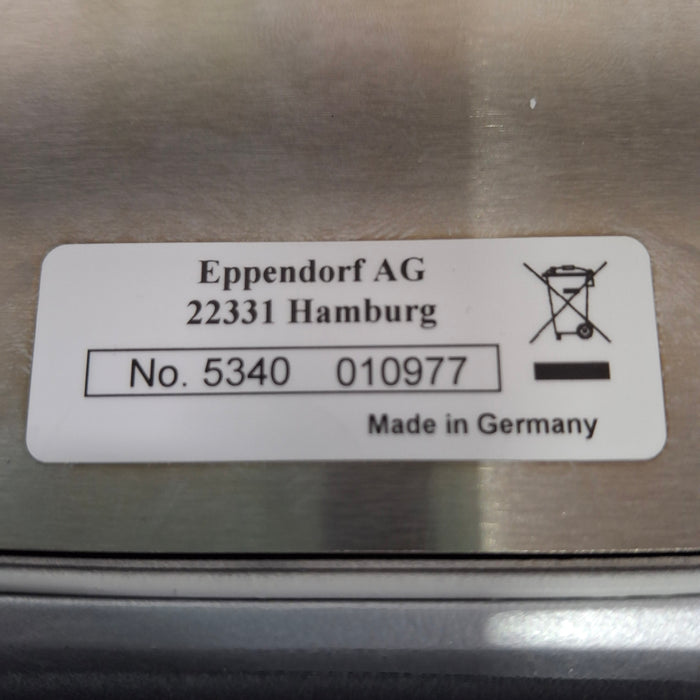 Eppendorf AG
22331 Hamburg
No. 5340 010977
Made in Germany